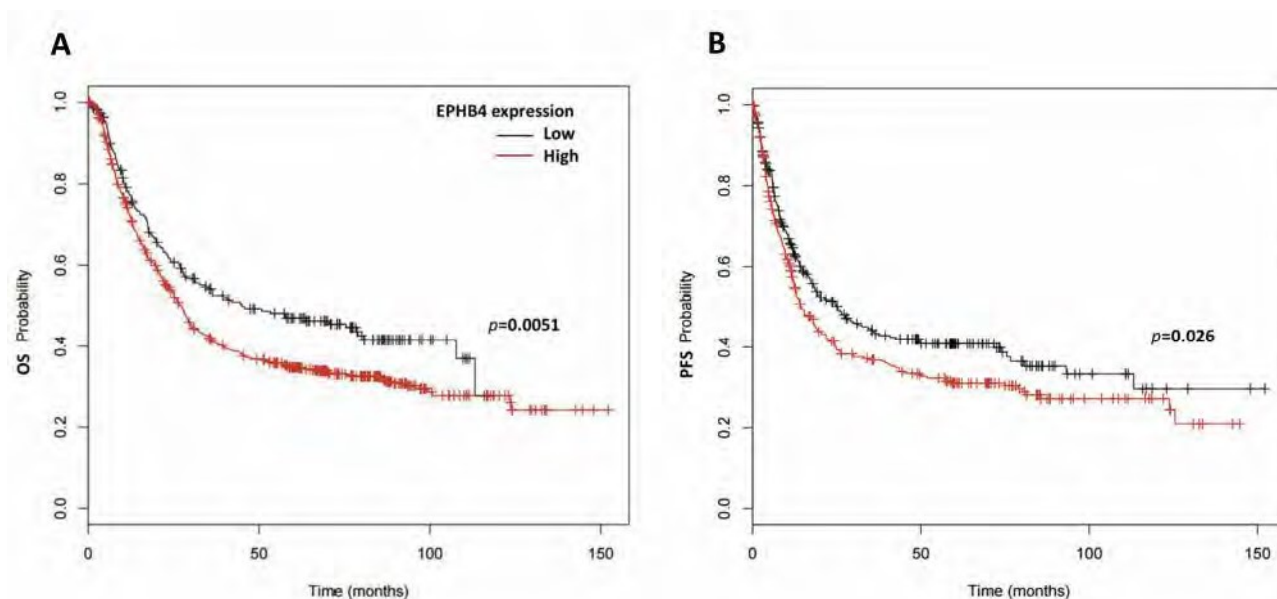 A
EPHB4 expression
Low
High
p=0.0051
OS Probability
0.0
0.2
0.4
0.6
0.8
1.0
0
50
100
150
Time (months)
B
p=0.026
PFS Probability
0.0
0.2
0.4
0.6
0.8
1.0
0
50
100
150
Time (months)